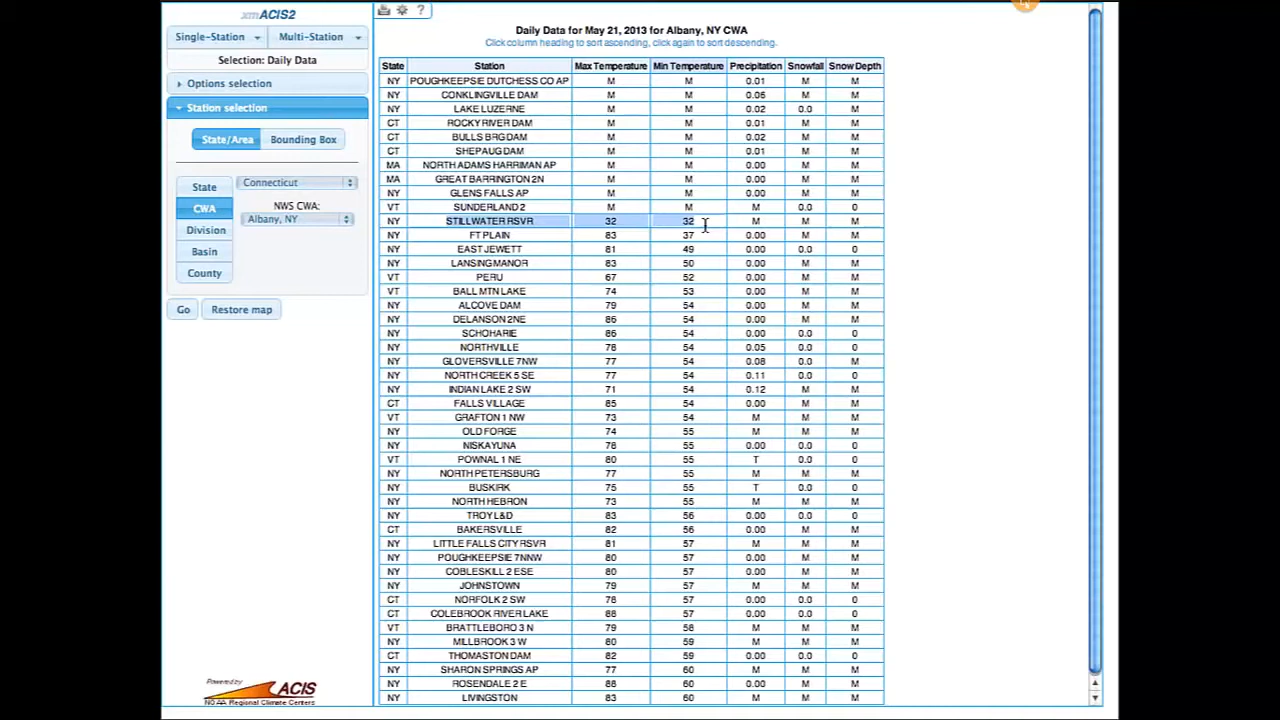 xmACIS2
Single-Station Multi-Station
Selection: Daily Data
Options selection
Station selection
State/Area Bounding Box
State Connecticut
NWS CWA:
CWA Albany, NY
Division
Basin
County
Go Restore map
Powered by
ACIS
NOAA Regional Climate Centers
?
Daily Data for May 21, 2013 for Albany, NY CWA
Click column heading to sort ascending, click again to sort descending.
State Station Max Temperature Min Temperature Precipitation Snowfall Snow Depth
NY POUGHKEEPSIE DUTCHESS CO AP M M 0.01 M M
NY CONKLINGVILLE DAM M M 0.06 M M
NY LAKE LUZERNE M M 0.02 0.0 M
CT ROCKY RIVER DAM M M 0.01 M M
CT BULLS BRG DAM M M 0.02 M M
CT SHEPAUG DAM M M 0.01 M M
MA NORTH ADAMS HARRIMAN AP M M 0.00 M M
MA GREAT BARRINGTON 2N M M 0.00 M M
NY GLENS FALLS AP M M 0.00 M M
VT SUNDERLAND 2 M M M 0.0 0
NY STILLWATER RSVR 32 32 M M M
NY FT PLAIN 83 37 0.00 M M
NY EAST JEWETT 81 49 0.00 0.0 0
NY LANSING MANOR 83 50 0.00 M M
VT PERU 67 52 0.00 M M
VT BALL MTN LAKE 74 53 0.00 M M
NY ALCOVE DAM 79 54 0.00 M M
NY DELANSON 2NE 86 54 0.00 M M
NY SCHOHARIE 86 54 0.00 0.0 0
NY NORTHVILLE 78 54 0.05 0.0 0
NY GLOVERSVILLE 7NW 77 54 0.08 0.0 M
NY NORTH CREEK 5 SE 77 54 0.11 0.0 0
NY INDIAN LAKE 2 SW 71 54 0.12 M M
CT FALLS VILLAGE 85 54 0.00 M M
VT GRAFTON 1 NW 73 54 M M M
NY OLD FORGE 74 55 M M M
NY NISKAYUNA 78 55 0.00 0.0 0
VT POWNAL 1 NE 80 55 T 0.0 0
NY NORTH PETERSBURG 77 55 M M M
NY BUSKIRK 75 55 T 0.0 0
NY NORTH HEBRON 73 55 M M M
NY TROY L&D 83 56 0.00 0.0 0
CT BAKERSVILLE 82 56 0.00 M M
NY LITTLE FALLS CITY RSVR 81 57 M M M
NY POUGHKEEPSIE 7NNW 80 57 0.00 M M
NY COBLESKILL 2 ESE 80 57 0.00 M M
NY JOHNSTOWN 79 57 M M M
CT NORFOLK 2 SW 78 57 0.00 0.0 0
CT COLEBROOK RIVER LAKE 88 57 0.00 0.0 M
VT BRATTLEBORO 3 N 79 58 M M M
NY MILLBROOK 3 W 80 59 M M M
CT THOMASTON DAM 82 59 0.00 0.0 0
NY SHARON SPRINGS AP 77 60 M M M
NY ROSENDALE 2 E 88 60 0.00 M M
NY LIVINGSTON 83 60 M M M